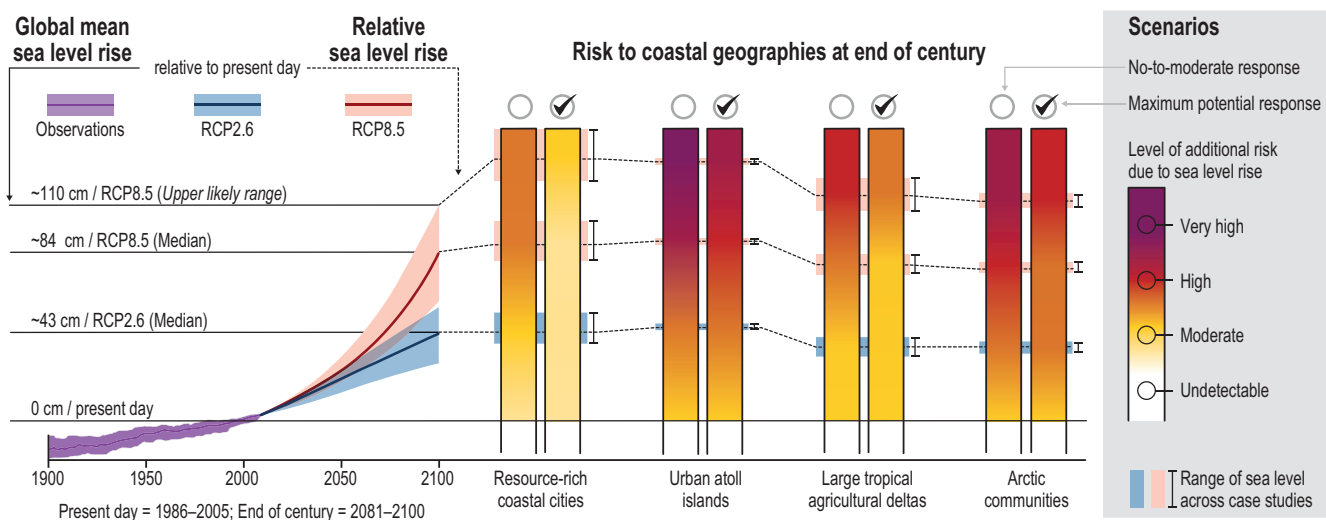 Global mean
sea level rise
Relative
sea level rise
relative to present day
Observations
RCP2.6
RCP8.5
~110 cm / RCP8.5 (Upper likely range)
~84 cm / RCP8.5 (Median)
~43 cm / RCP2.6 (Median)
0 cm / present day
1900
1950
2000
2050
2100
Present day = 1986–2005; End of century = 2081–2100
Risk to coastal geographies at end of century
Resource-rich
coastal cities
Urban atoll
islands
Large tropical
agricultural deltas
Arctic
communities
Scenarios
No-to-moderate response
Maximum potential response
Level of additional risk
due to sea level rise
Very high
High
Moderate
Undetectable
Range of sea level
across case studies